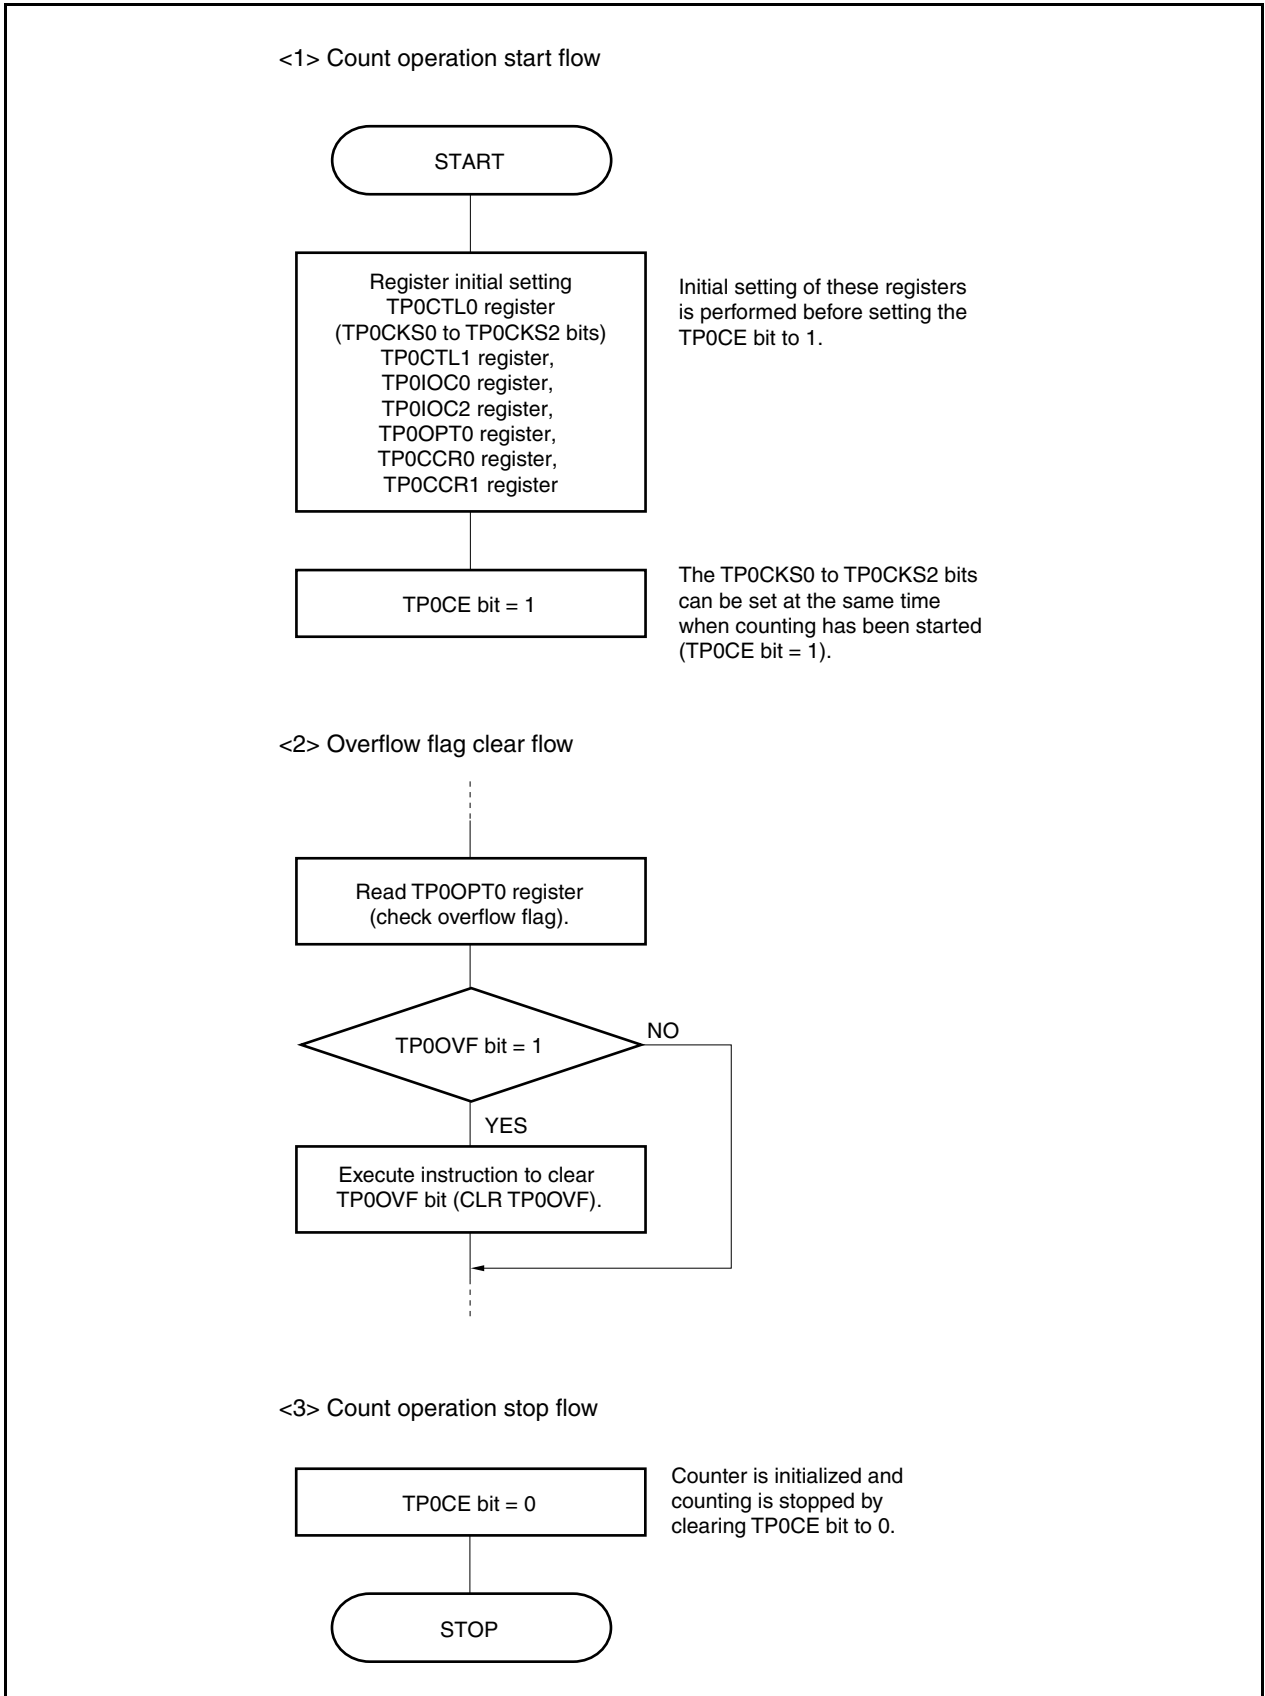 <1> Count operation start flow
START
Register initial setting
TP0CTL0 register
(TP0CKS0 to TP0CKS2 bits)
TP0CTL1 register,
TP0IOC0 register,
TP0IOC2 register,
TP0OPT0 register,
TP0CCR0 register,
TP0CCR1 register
Initial setting of these registers
is performed before setting the
TP0CE bit to 1.
TP0CE bit = 1
The TP0CKS0 to TP0CKS2 bits
can be set at the same time
when counting has been started
(TP0CE bit = 1).
<2> Overflow flag clear flow
Read TP0OPT0 register
(check overflow flag).
TP0OVF bit = 1
NO
YES
Execute instruction to clear
TP0OVF bit (CLR TP0OVF).
<3> Count operation stop flow
TP0CE bit = 0
Counter is initialized and
counting is stopped by
clearing TP0CE bit to 0.
STOP